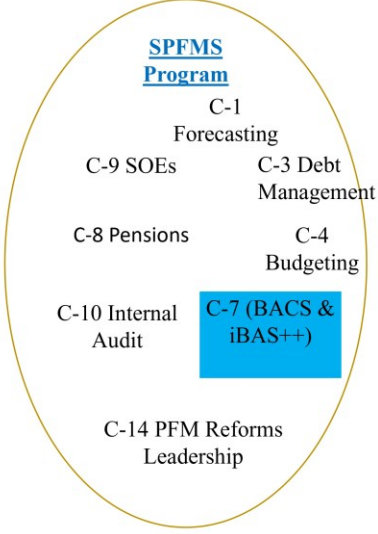 SPFMS
Program
C-1
Forecasting
C-9 SOEs
C-3 Debt
Management
C-8 Pensions
C-4
Budgeting
C-10 Internal
Audit
C-7 (BACS &
iBAS++)
C-14 PFM Reforms
Leadership